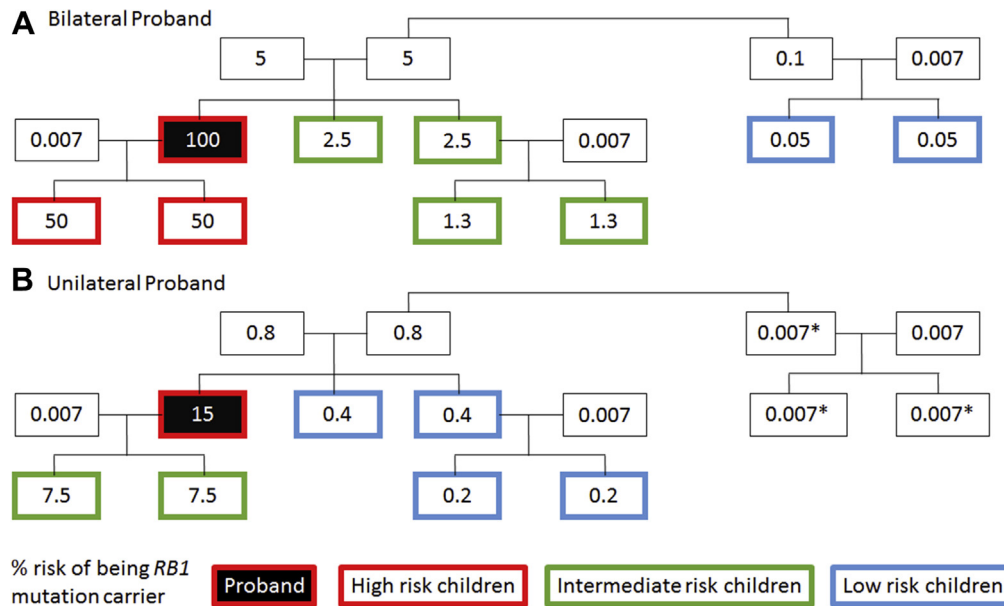 A Bilateral Proband
5 5 0.1 0.007
0.007 100 2.5 2.5 0.007 0.05 0.05
50 50 1.3 1.3
B Unilateral Proband
0.8 0.8 0.007* 0.007
0.007 15 0.4 0.4 0.007 0.007* 0.007*
7.5 7.5 0.2 0.2
% risk of being RB1
mutation carrier
Proband High risk children Intermediate risk children Low risk children